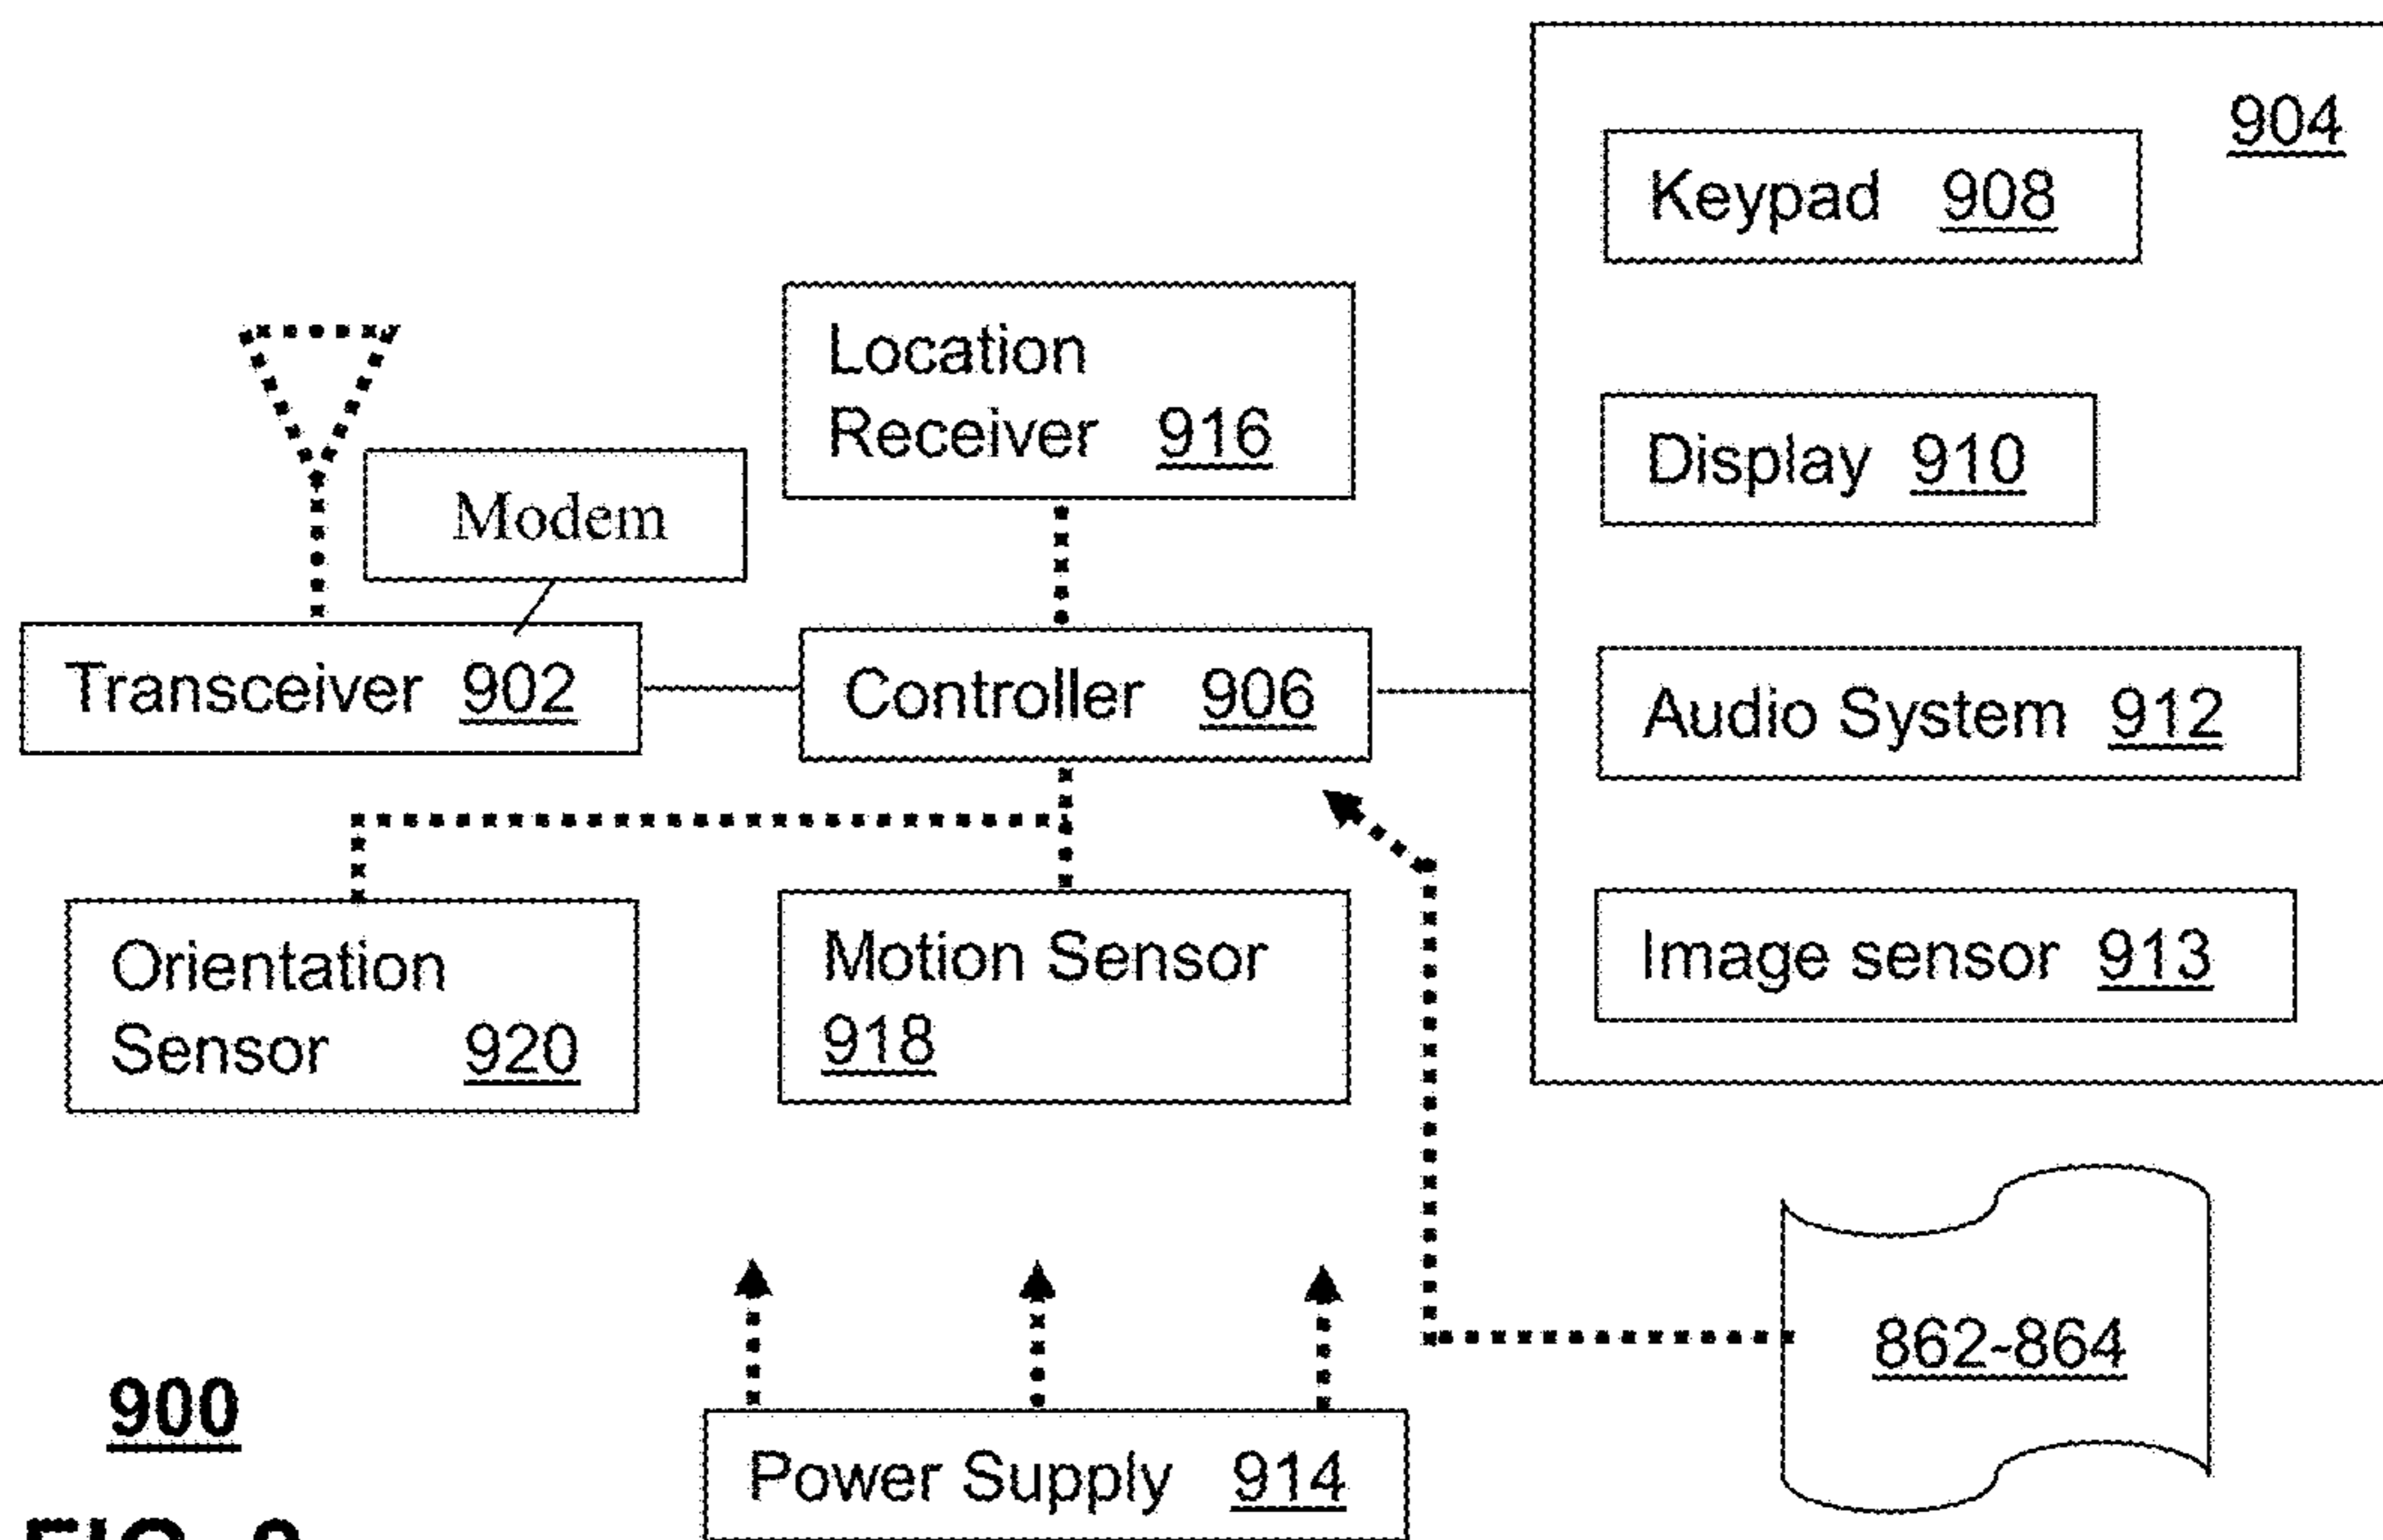 904
Keypad 908
Location
Receiver 916
Display 910
Modem
Transceiver 902
Controller 906
Audio System 912
Orientation
Sensor 920
Motion Sensor
918
Image sensor 913
862-864
900
Power Supply 914